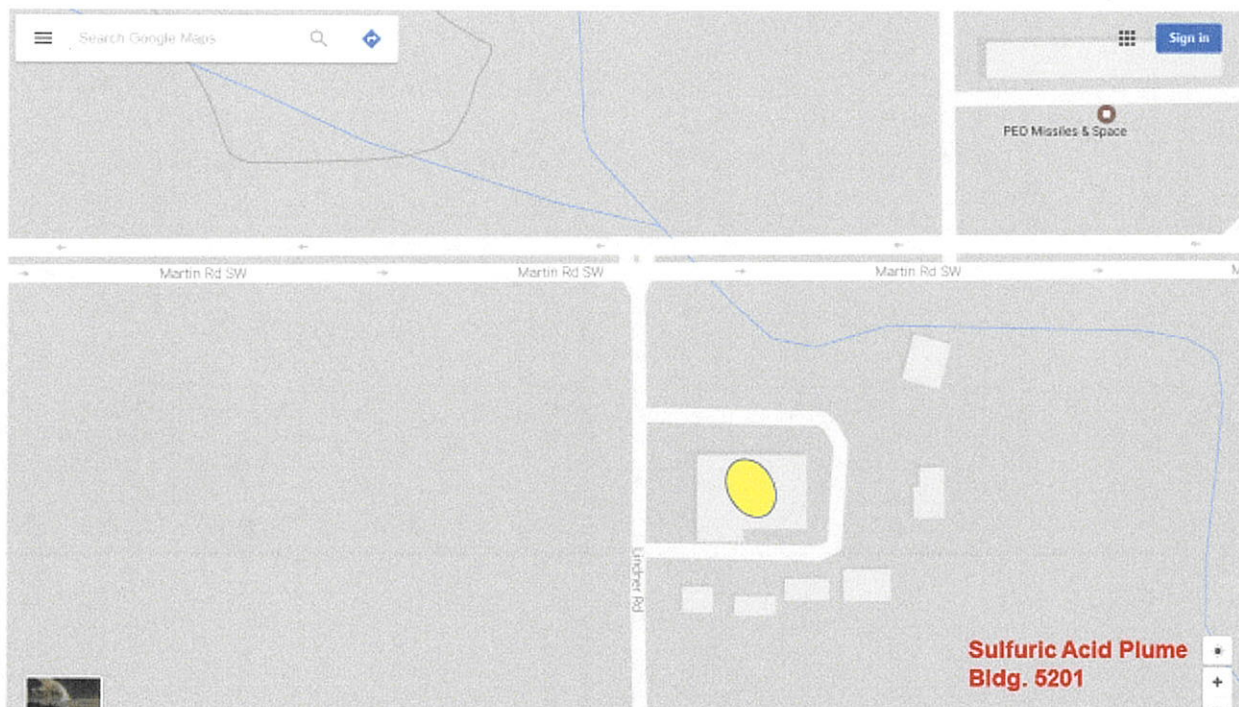 Search Google Maps
Sign in
PEO Missiles & Space
Martin Rd SW
Martin Rd SW
Martin Rd SW
M
Lindner Rd
Sulfuric Acid Plume
Bldg. 5201